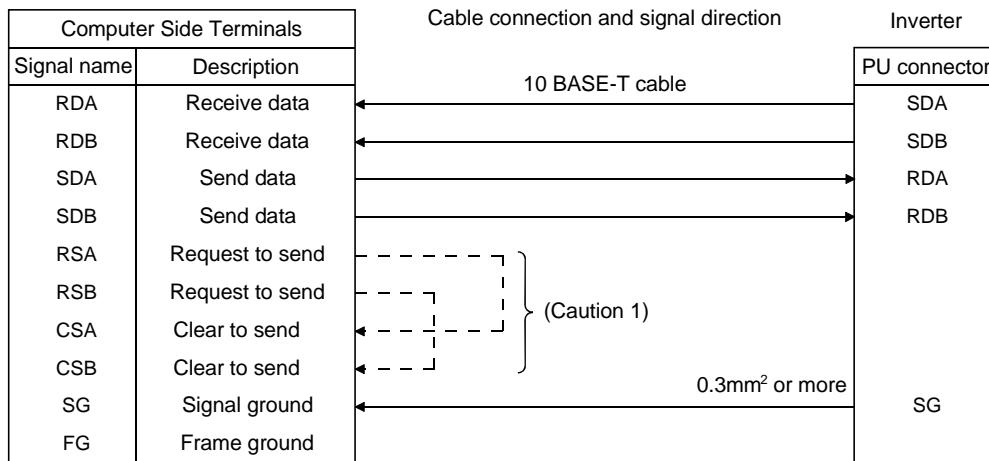 Computer Side Terminals
Cable connection and signal direction
Inverter
Signal name Description
PU connector
10 BASE-T cable
RDA Receive data SDA
RDB Receive data SDB
SDA Send data RDA
SDB Send data RDB
RSA Request to send
RSB Request to send
(Caution 1)
CSA Clear to send
CSB Clear to send
0.3mm² or more
SG Signal ground SG
FG Frame ground